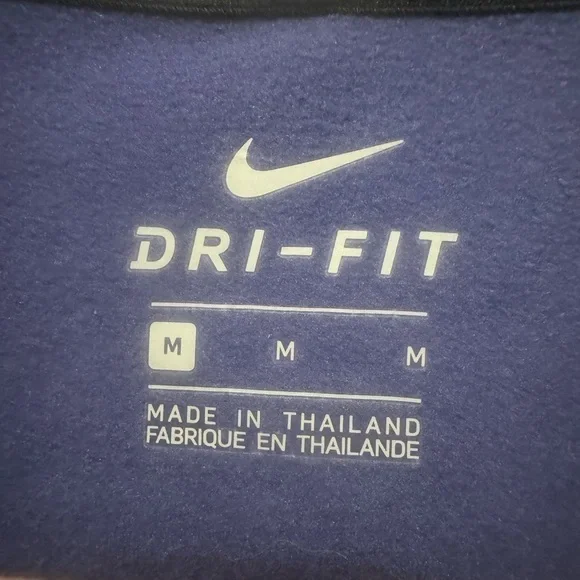 DRI-FIT
M M M
MADE IN THAILAND
FABRIQUE EN THAILANDE